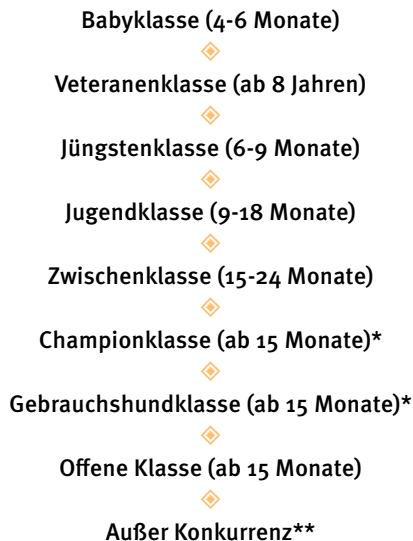 Babyklasse (4-6 Monate)
Veteranenklasse (ab 8 Jahren)
Jüngstenklasse (6-9 Monate)
Jugendklasse (9-18 Monate)
Zwischenklasse (15-24 Monate)
Championklasse (ab 15 Monate)*
Gebrauchshundklasse (ab 15 Monate)*
Offene Klasse (ab 15 Monate)
Außer Konkurrenz**